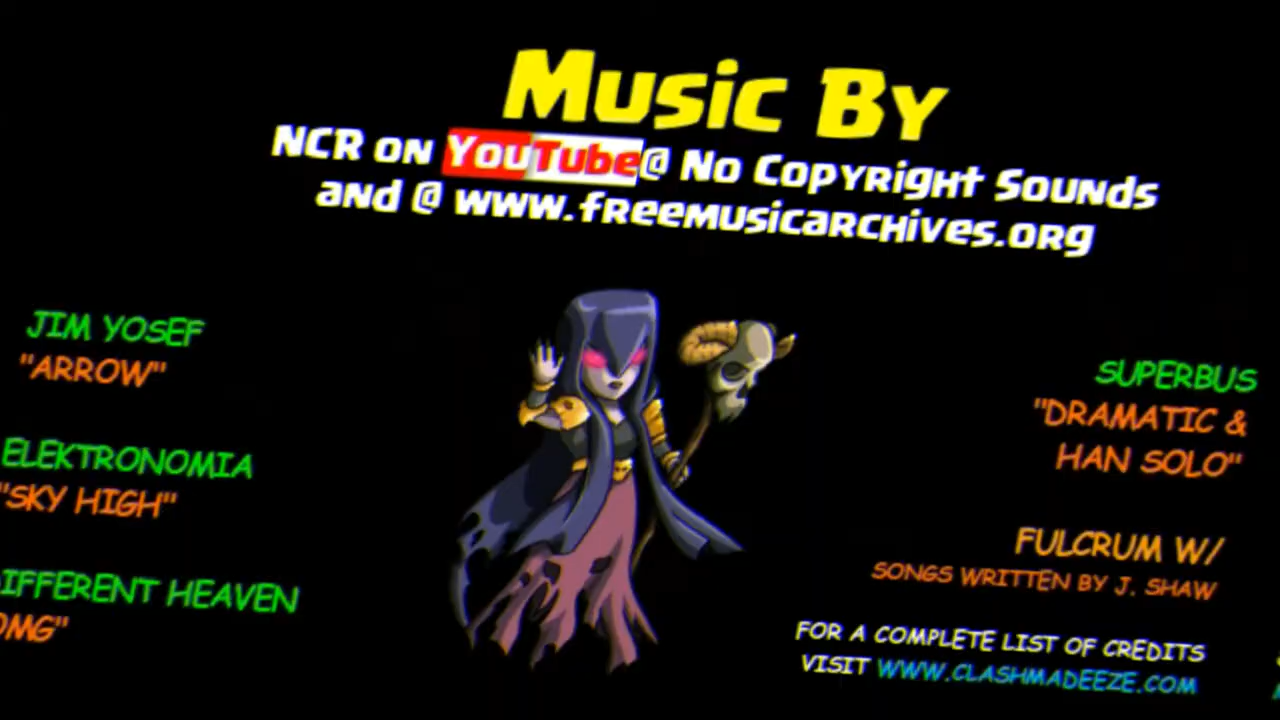 Music By
NCR on YouTube@ No Copyright Sounds
and @ www.freemusicarchives.org
JIM YOSEF
"ARROW"
ELEKTRONOMIA
"SKY HIGH"
DIFFERENT HEAVEN
OMG"
SUPERBUS
"DRAMATIC &
HAN SOLO"
FULCRUM W/
SONGS WRITTEN BY J. SHAW
FOR A COMPLETE LIST OF CREDITS
VISIT WWW.CLASHMADEEZE.COM